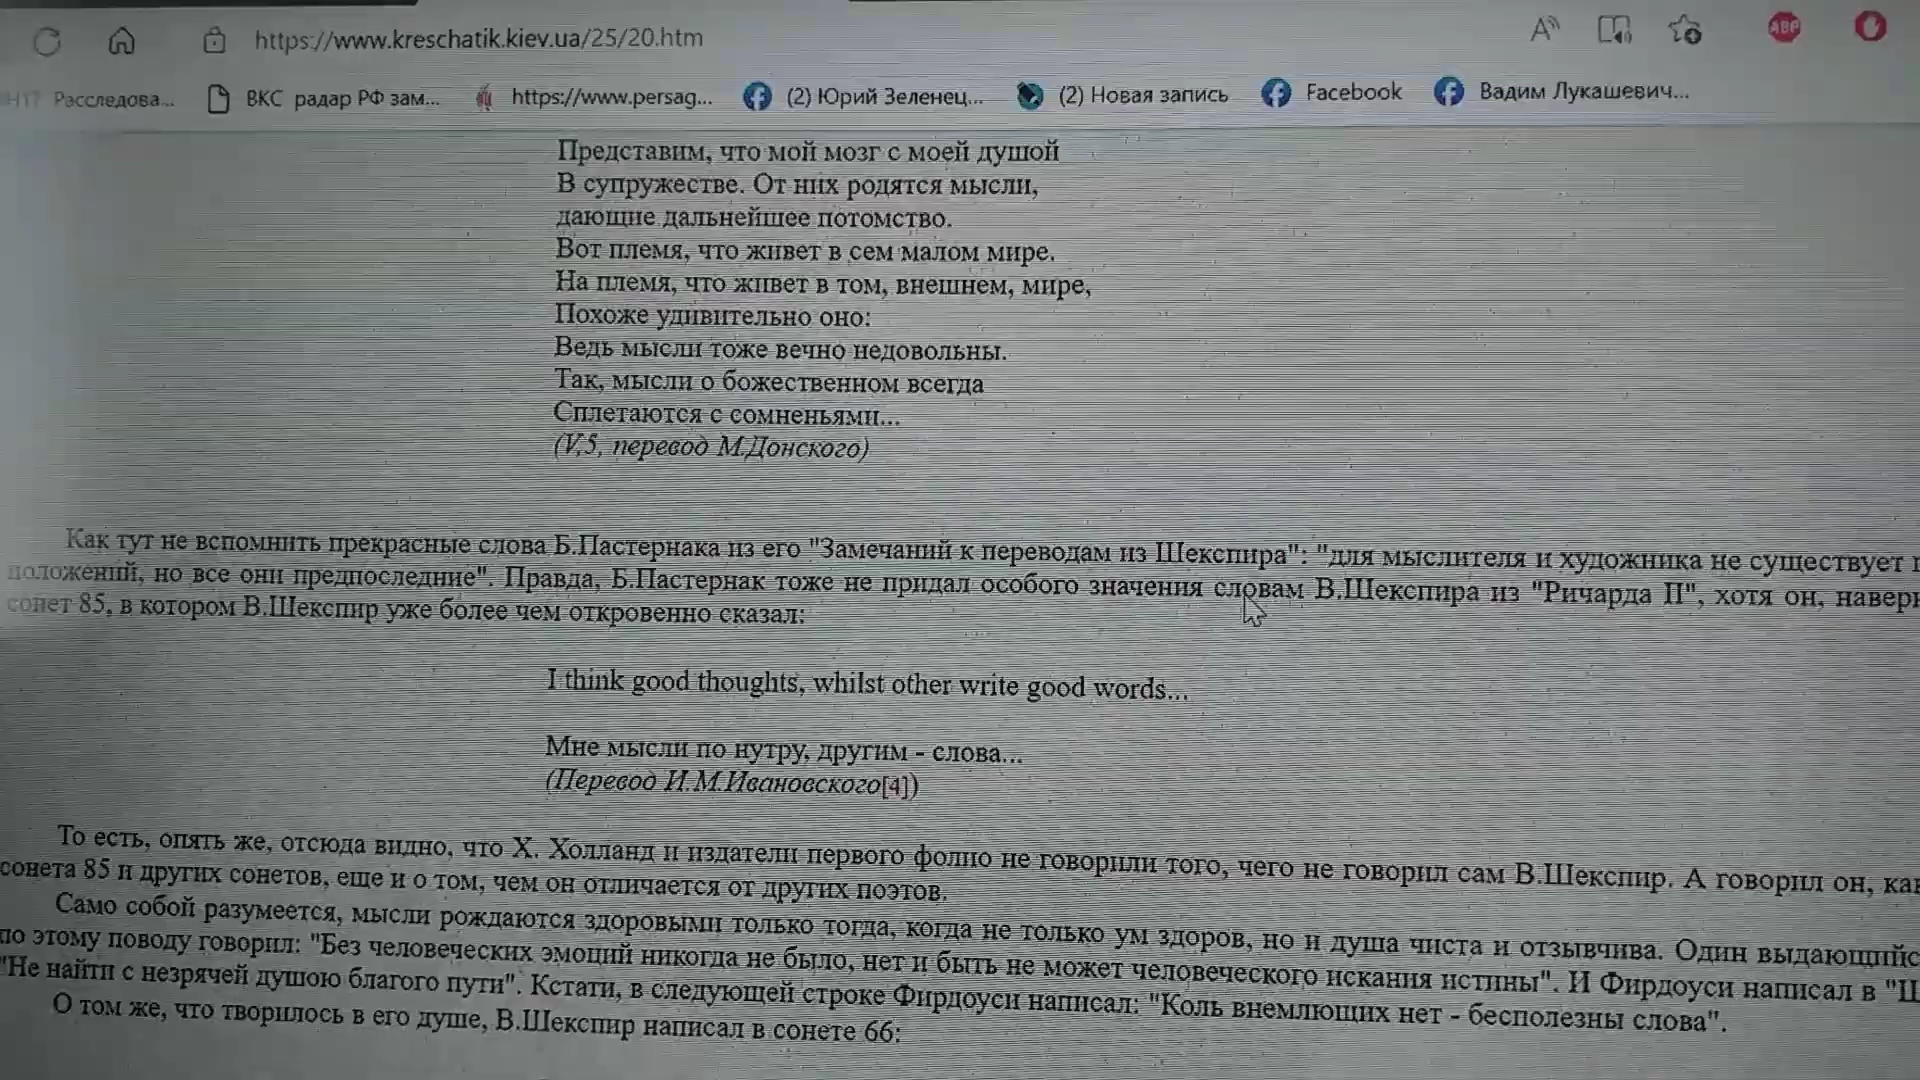 https://www.kreschatik.kiev.ua/25/20.htm
Расследова... ВКС радар РФ зам... https://www.persag... (2) Юрий Зеленец... (2) Новая запись Facebook Вадим Лукашевич...
ABP
Представим, что мой мозг с моей душой
В супружестве. От них родятся мысли,
дающие дальнейшее потомство.
Вот племя, что живет в сем малом мире.
На племя, что живет в том, внешнем, мире,
Похоже удивительно оно:
Ведь мысли тоже вечно недовольны.
Так, мысли о божественном всегда
Сплетаются с сомненьями...
(V,5, перевод М.Донского)
Как тут не вспомнить прекрасные слова Б.Пастернака из его "Замечаний к переводам из Шекспира": "для мыслителя и художника не существует
положений, но все они предпоследние". Правда, Б.Пастернак тоже не придал особого значения словам В.Шекспира из "Ричарда II", хотя он, наверн
сонет 85, в котором В.Шекспир уже более чем откровенно сказал:
I think good thoughts, whilst other write good words...
Мне мысли по нутру, другим - слова...
(Перевод И.М.Ивановского[4])
То есть, опять же, отсюда видно, что Х. Холланд и издатели первого фолио не говорили того, чего не говорил сам В.Шекспир. А говорил он, как
сонета 85 и других сонетов, еще и о том, чем он отличается от других поэтов.
Само собой разумеется, мысли рождаются здоровыми только тогда, когда не только ум здоров, но и душа чиста и отзывчива. Один выдающийс
по этому поводу говорил: "Без человеческих эмоций никогда не было, нет и быть не может человеческого искания истины". И Фирдоуси написал в "Ш
"Не найти с незрячей душою благого пути". Кстати, в следующей строке Фирдоуси написал: "Коль внемлющих нет - бесполезны слова".
О том же, что творилось в его душе, В.Шекспир написал в сонете 66: